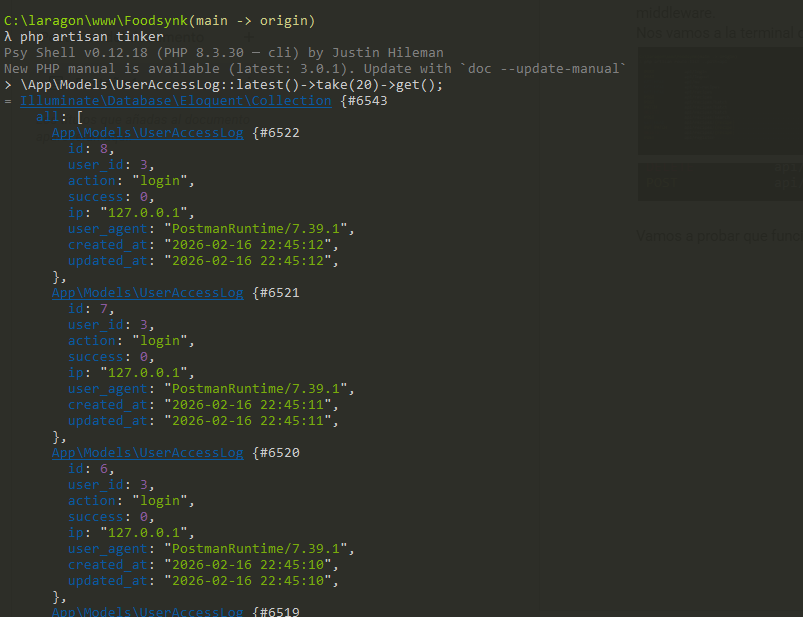 C:\laragon\www\Foodsynk(main -> origin)
λ php artisan tinker
Psy Shell v0.12.18 (PHP 8.3.30 — cli) by Justin Hileman
New PHP manual is available (latest: 3.0.1). Update with `doc --update-manual`
> \App\Models\UserAccessLog::latest()->take(20)->get();
= Illuminate\Database\Eloquent\Collection {#6543
all: [
App\Models\UserAccessLog {#6522
id: 8,
user_id: 3,
action: "login",
success: 0,
ip: "127.0.0.1",
user_agent: "PostmanRuntime/7.39.1",
created_at: "2026-02-16 22:45:12",
updated_at: "2026-02-16 22:45:12",
},
App\Models\UserAccessLog {#6521
id: 7,
user_id: 3,
action: "login",
success: 0,
ip: "127.0.0.1",
user_agent: "PostmanRuntime/7.39.1",
created_at: "2026-02-16 22:45:11",
updated_at: "2026-02-16 22:45:11",
},
App\Models\UserAccessLog {#6520
id: 6,
user_id: 3,
action: "login",
success: 0,
ip: "127.0.0.1",
user_agent: "PostmanRuntime/7.39.1",
created_at: "2026-02-16 22:45:10",
updated_at: "2026-02-16 22:45:10",
},
App\Models\UserAccessLog {#6519
middleware
Nos vamos a la terminal
Vamos a probar que